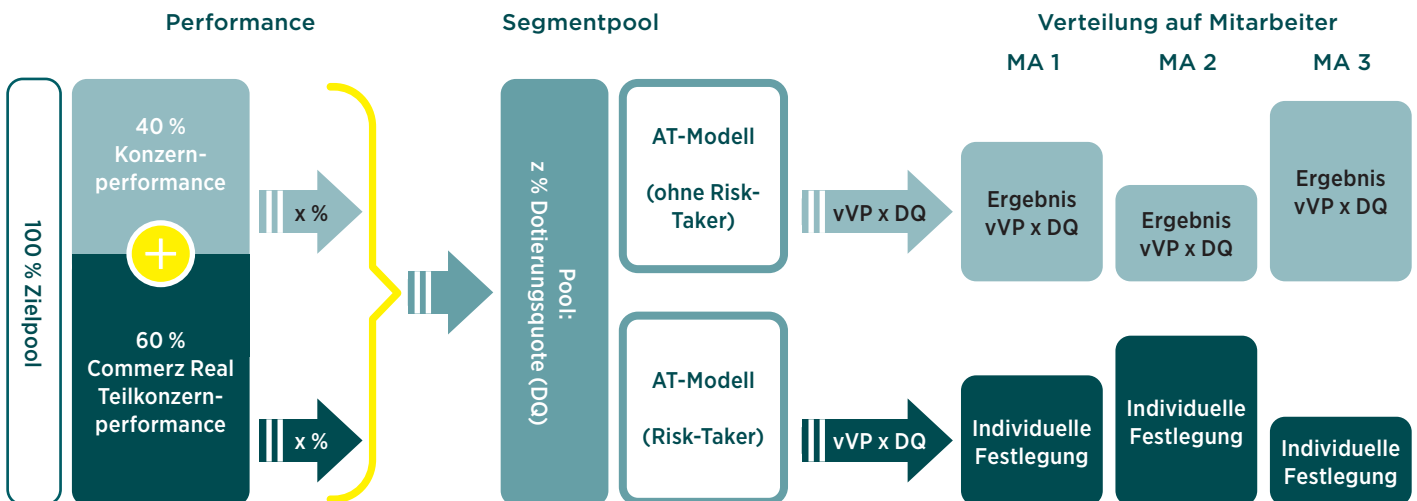 Performance
Segmentpool
Verteilung auf Mitarbeiter
MA 1
MA 2
MA 3
100 % Zielpool
40 %
Konzern-
performance
60 %
Commerz Real
Teilkonzern-
performance
x %
x %
Pool:
z % Dotierungsquote (DQ)
AT-Modell
(ohne Risk-
Taker)
vVP x DQ
Ergebnis
vVP x DQ
Ergebnis
vVP x DQ
Ergebnis
vVP x DQ
AT-Modell
(Risk-Taker)
vVP x DQ
Individuelle
Festlegung
Individuelle
Festlegung
Individuelle
Festlegung